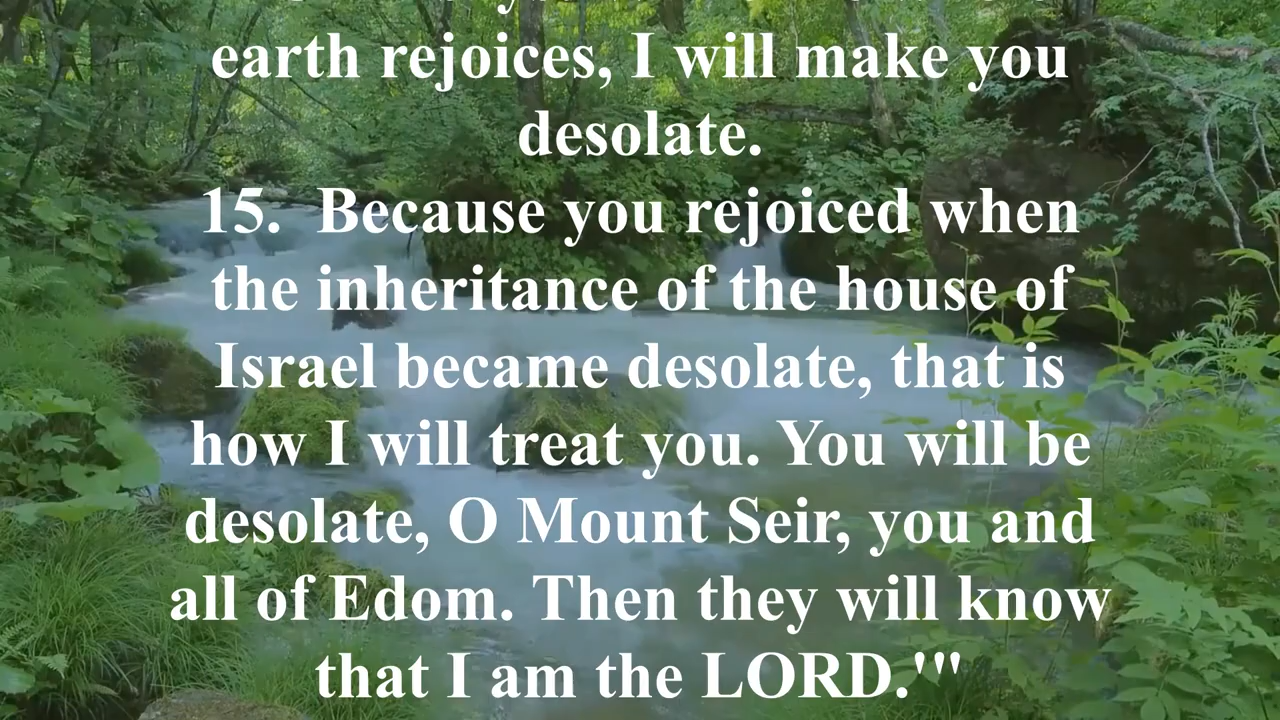 earth rejoices, I will make you
desolate.
15.  Because you rejoiced when
the inheritance of the house of
Israel became desolate, that is
how I will treat you. You will be
desolate, O Mount Seir, you and
all of Edom. Then they will know
that I am the LORD.'"